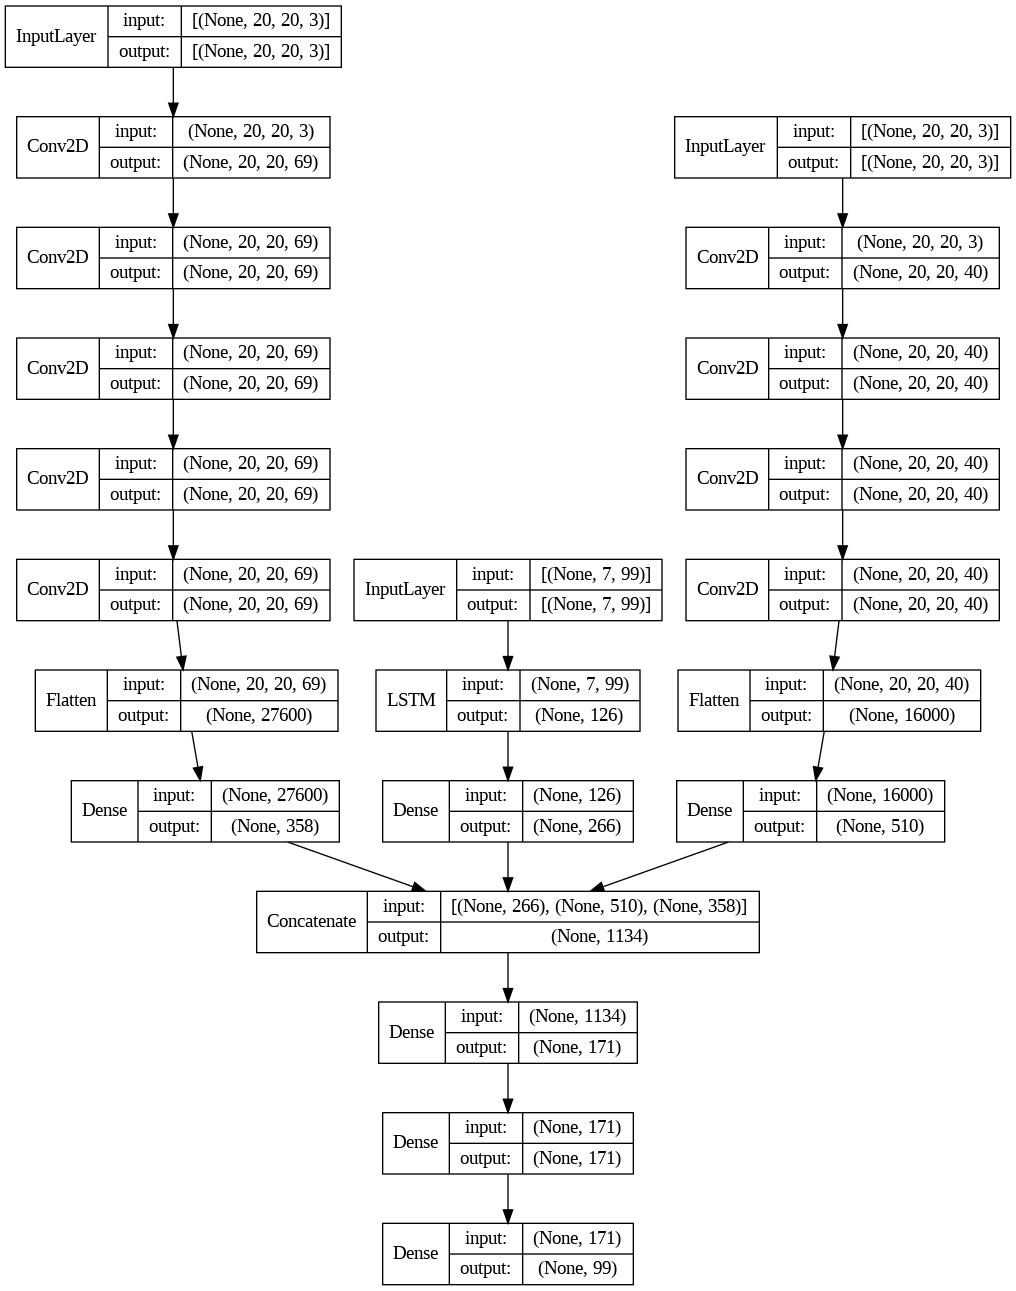 InputLayer input: [(None, 20, 20, 3)]
output: [(None, 20, 20, 3)]
Conv2D input: (None, 20, 20, 3)
output: (None, 20, 20, 69)
Conv2D input: (None, 20, 20, 69)
output: (None, 20, 20, 69)
Conv2D input: (None, 20, 20, 69)
output: (None, 20, 20, 69)
Conv2D input: (None, 20, 20, 69)
output: (None, 20, 20, 69)
Conv2D input: (None, 20, 20, 69)
output: (None, 20, 20, 69)
Flatten input: (None, 20, 20, 69)
output: (None, 27600)
Dense input: (None, 27600)
output: (None, 358)
InputLayer input: [(None, 7, 99)]
output: [(None, 7, 99)]
LSTM input: (None, 7, 99)
output: (None, 126)
Dense input: (None, 126)
output: (None, 266)
InputLayer input: [(None, 20, 20, 3)]
output: [(None, 20, 20, 3)]
Conv2D input: (None, 20, 20, 3)
output: (None, 20, 20, 40)
Conv2D input: (None, 20, 20, 40)
output: (None, 20, 20, 40)
Conv2D input: (None, 20, 20, 40)
output: (None, 20, 20, 40)
Conv2D input: (None, 20, 20, 40)
output: (None, 20, 20, 40)
Flatten input: (None, 20, 20, 40)
output: (None, 16000)
Dense input: (None, 16000)
output: (None, 510)
Concatenate input: [(None, 266), (None, 510), (None, 358)]
output: (None, 1134)
Dense input: (None, 1134)
output: (None, 171)
Dense input: (None, 171)
output: (None, 171)
Dense input: (None, 171)
output: (None, 99)